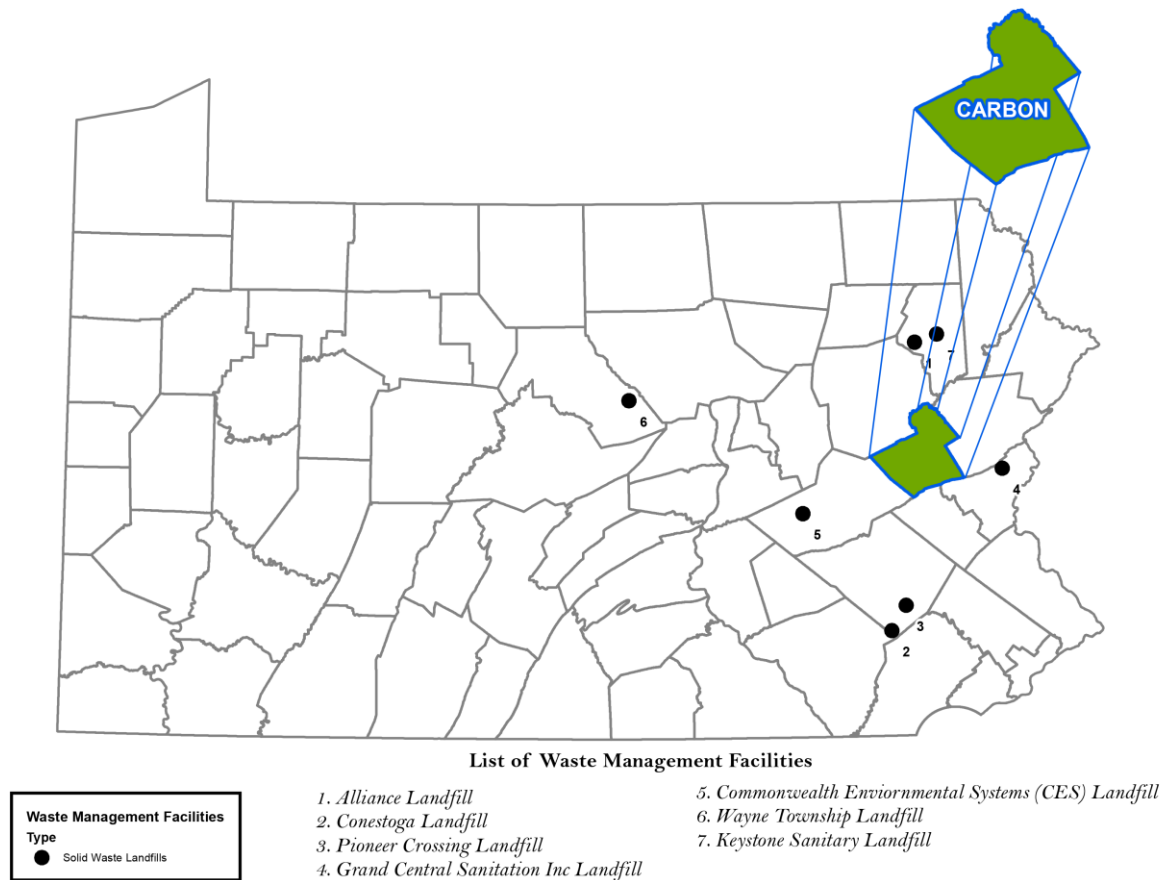 CARBON
7
1
6
4
5
3
2
List of Waste Management Facilities
Waste Management Facilities
Type
Solid Waste Landfills
1. Alliance Landfill
2. Conestoga Landfill
3. Pioneer Crossing Landfill
4. Grand Central Sanitation Inc Landfill
5. Commonwealth Enviornmental Systems (CES) Landfill
6. Wayne Township Landfill
7. Keystone Sanitary Landfill